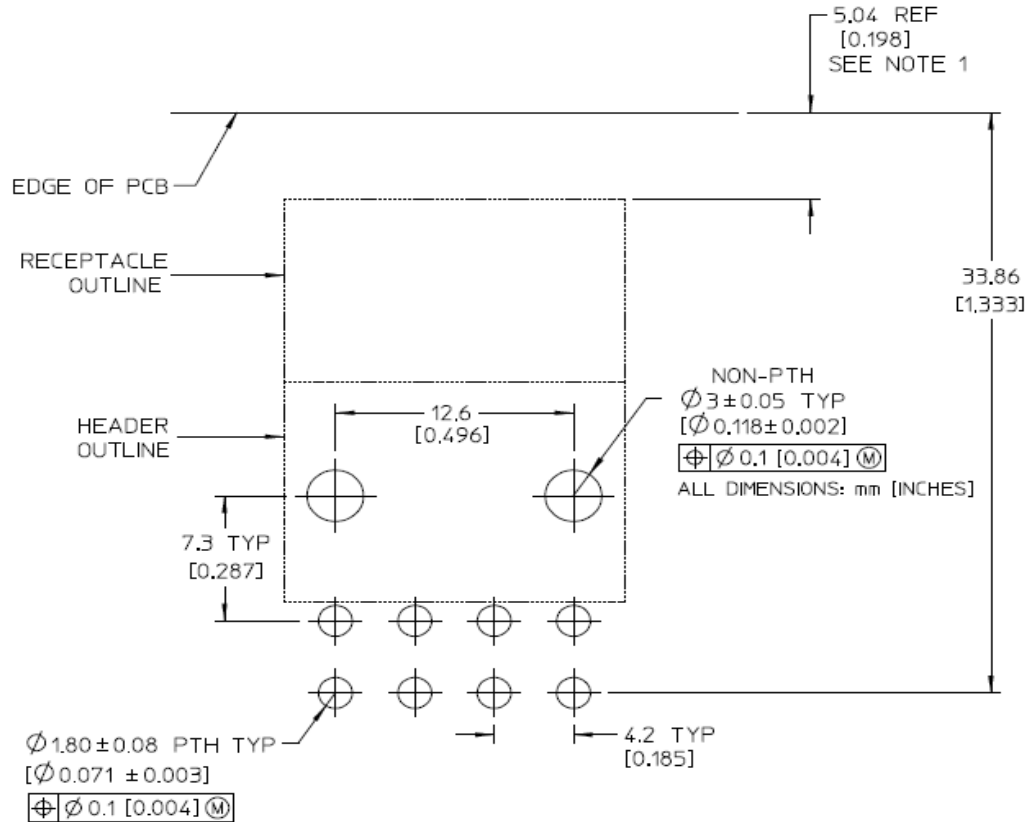 5.04 REF
[0.198]
SEE NOTE 1
EDGE OF PCB
RECEPTACLE
OUTLINE
33.86
[1.333]
NON-PTH
Ø3±0.05 TYP
[Ø0.118±0.002]
⌖ Ø0.1 [0.004] Ⓜ
ALL DIMENSIONS: mm [INCHES]
12.6
[0.496]
HEADER
OUTLINE
7.3 TYP
[0.287]
Ø1.80±0.08 PTH TYP
[Ø0.071 ±0.003]
⌖ Ø0.1 [0.004] Ⓜ
4.2 TYP
[0.185]